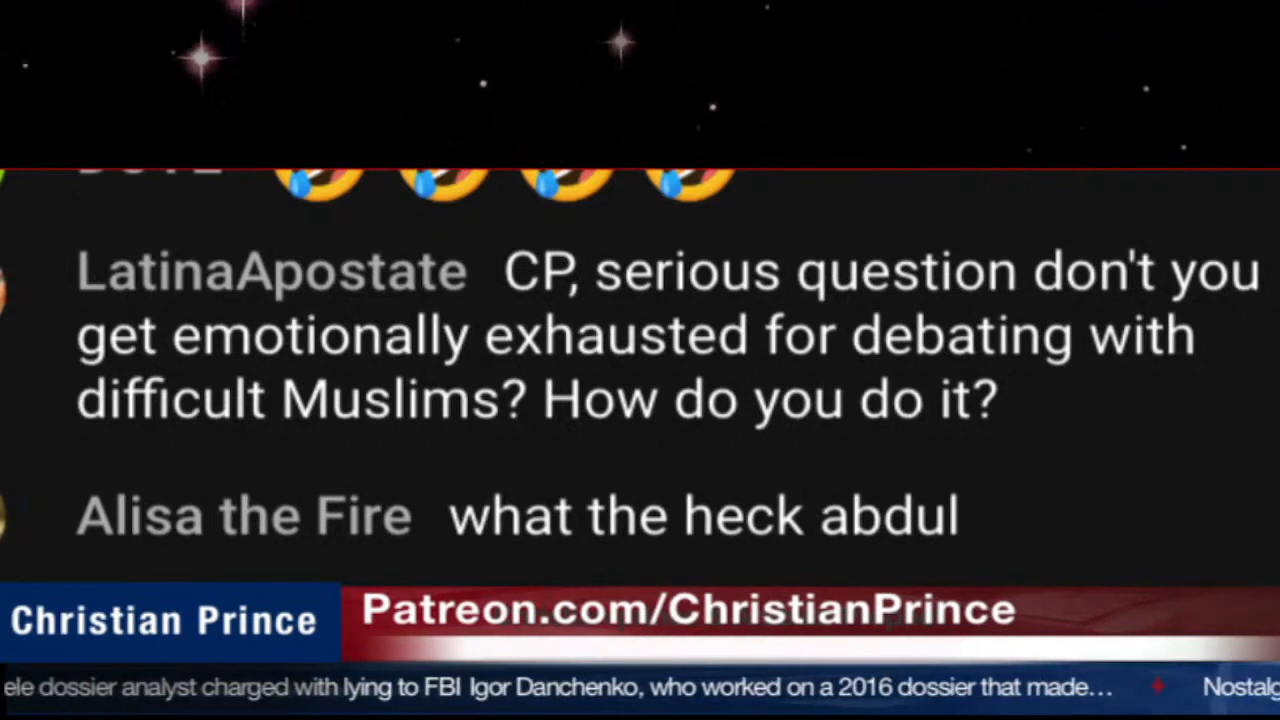 LatinaApostate CP, serious question don't you
get emotionally exhausted for debating with
difficult Muslims? How do you do it?
Alisa the Fire what the heck abdul
Christian Prince
Patreon.com/ChristianPrince
ele dossier analyst charged with lying to FBI Igor Danchenko, who worked on a 2016 dossier that made... Nostalg